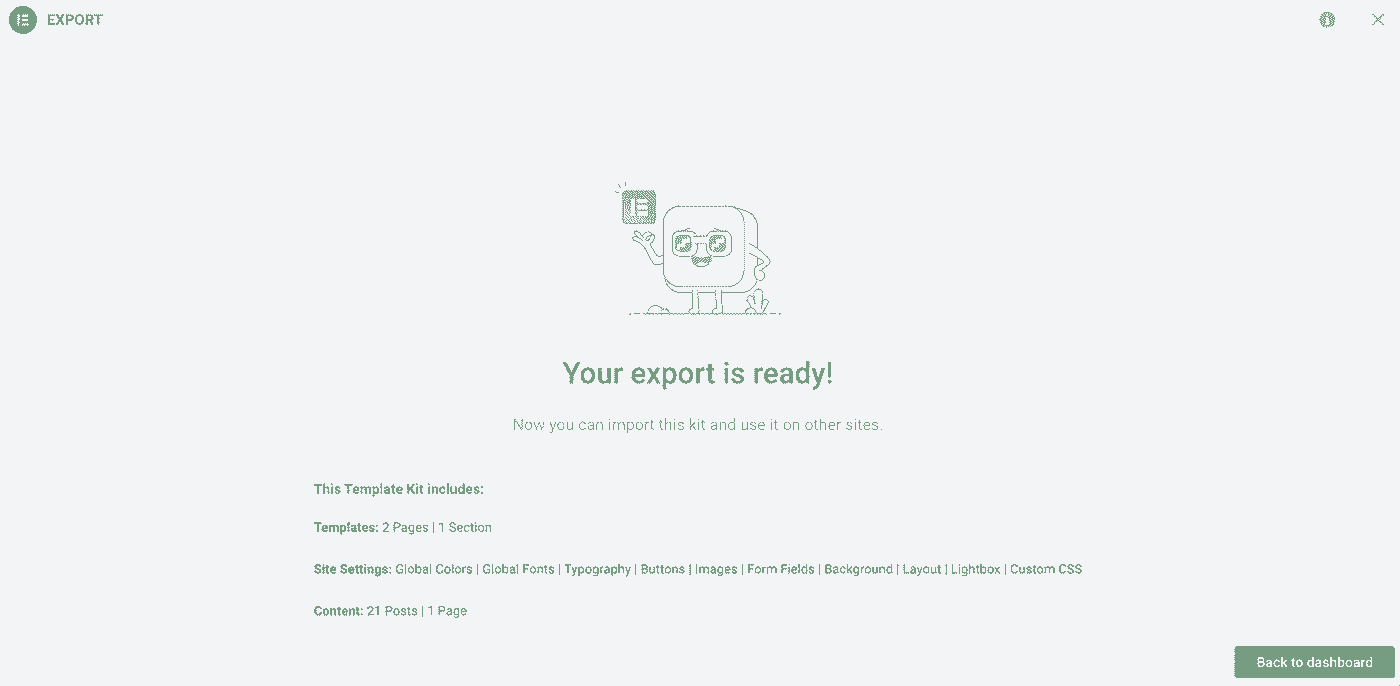 EXPORT
Your export is ready!
Now you can import this kit and use it on other sites.
This Template Kit includes:
Templates: 2 Pages | 1 Section
Site Settings: Global Colors | Global Fonts | Typography | Buttons | Images | Form Fields | Background | Layout | Lightbox | Custom CSS
Content: 21 Posts | 1 Page
Back to dashboard